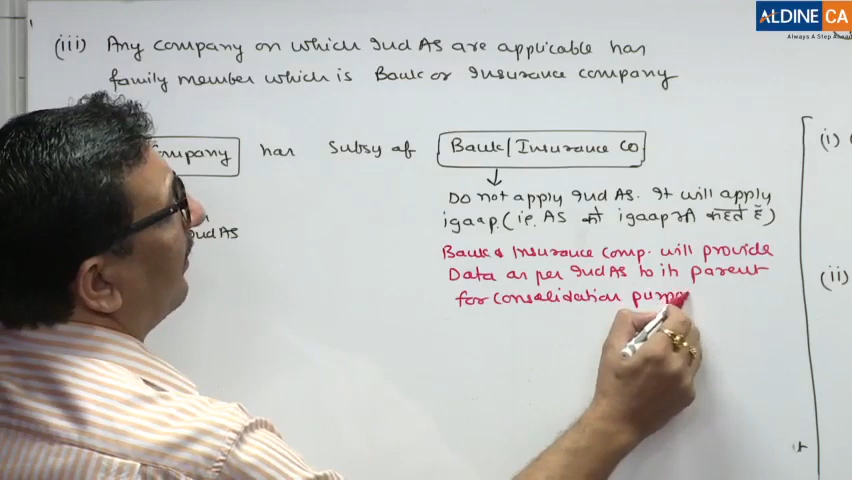 ALDINE CA
Always A Step Ahead
(iii) Any company on which Ind AS are applicable has
family member which is Bank or Insurance company
ompany has Subsy of Bank/Insurance Co
Do not apply Ind AS. It will apply
igaap. (ie. AS को igaap भी कहते हैं)
Ind AS
Bank & Insurance Comp. will provide
Data as per Ind AS to its parent
for consolidation purpo
(i)
(ii)